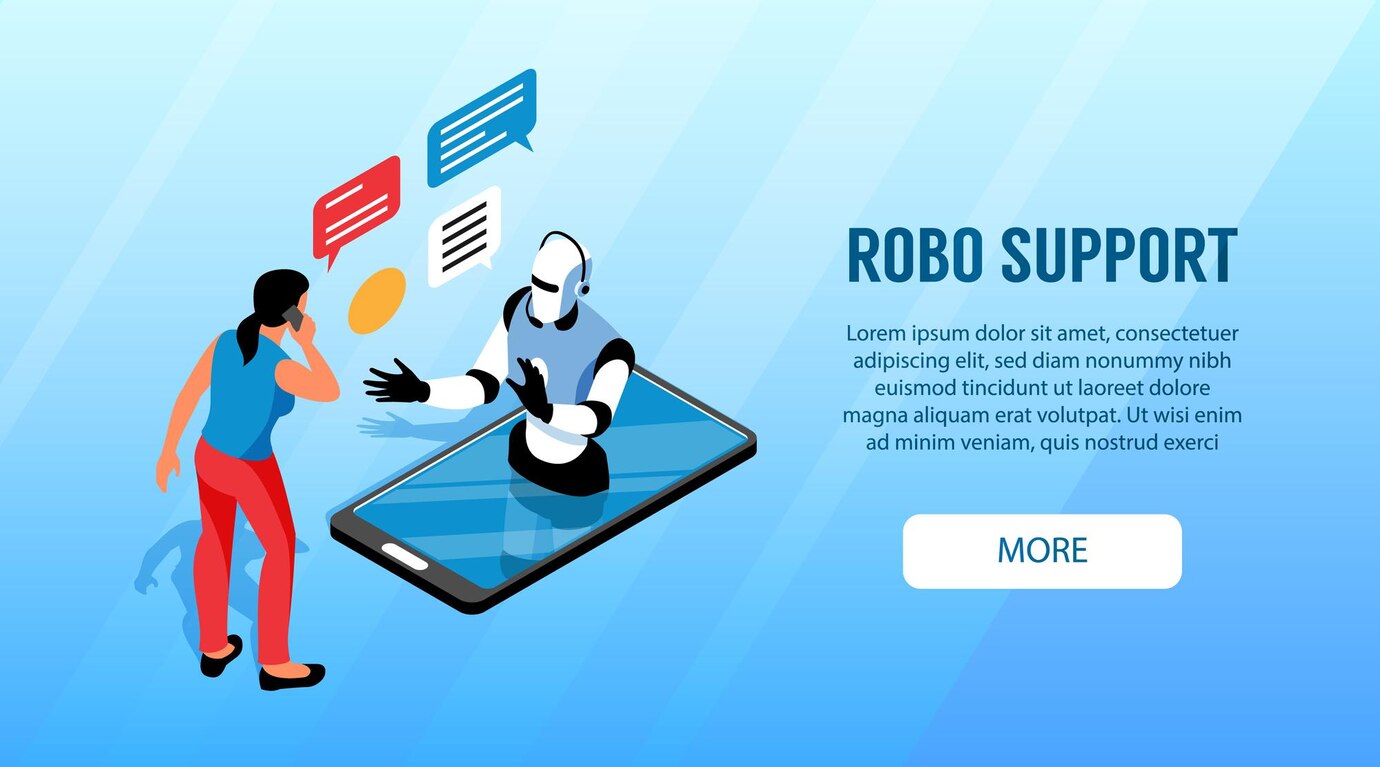 ROBO SUPPORT
Lorem ipsum dolor sit amet, consectetuer
adipiscing elit, sed diam nonummy nibh
euismod tincidunt ut laoreet dolore
magna aliquam erat volutpat. Ut wisi enim
ad minim veniam, quis nostrud exerci
MORE